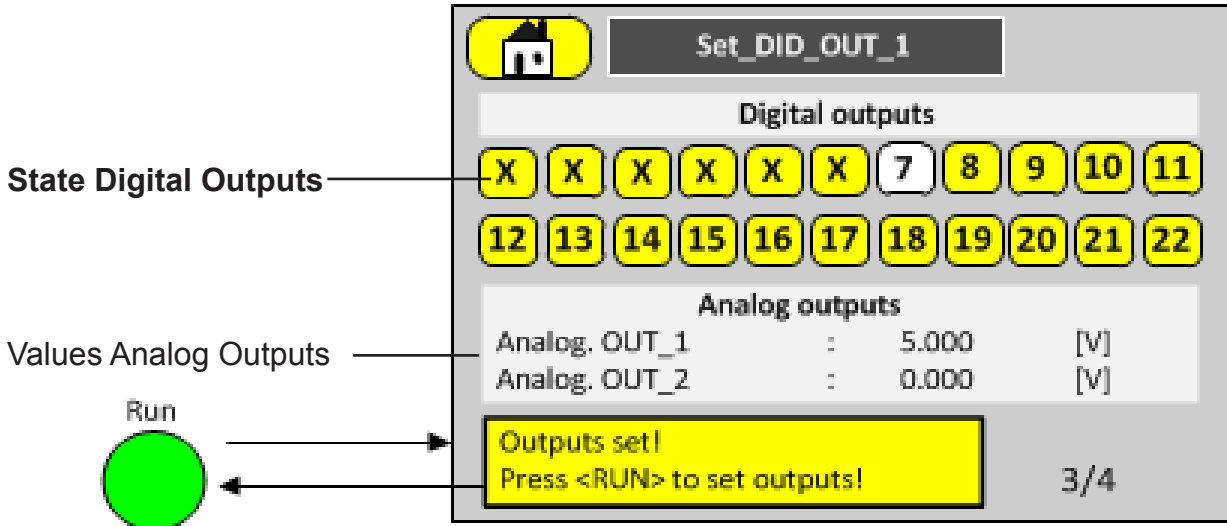 Set_DID_OUT_1
Digital outputs
State Digital Outputs
X X X X X X 7 8 9 10 11
12 13 14 15 16 17 18 19 20 21 22
Analog outputs
Values Analog Outputs
Analog. OUT_1 : 5.000 [V]
Analog. OUT_2 : 0.000 [V]
Run
Outputs set!
Press <RUN> to set outputs!
3/4